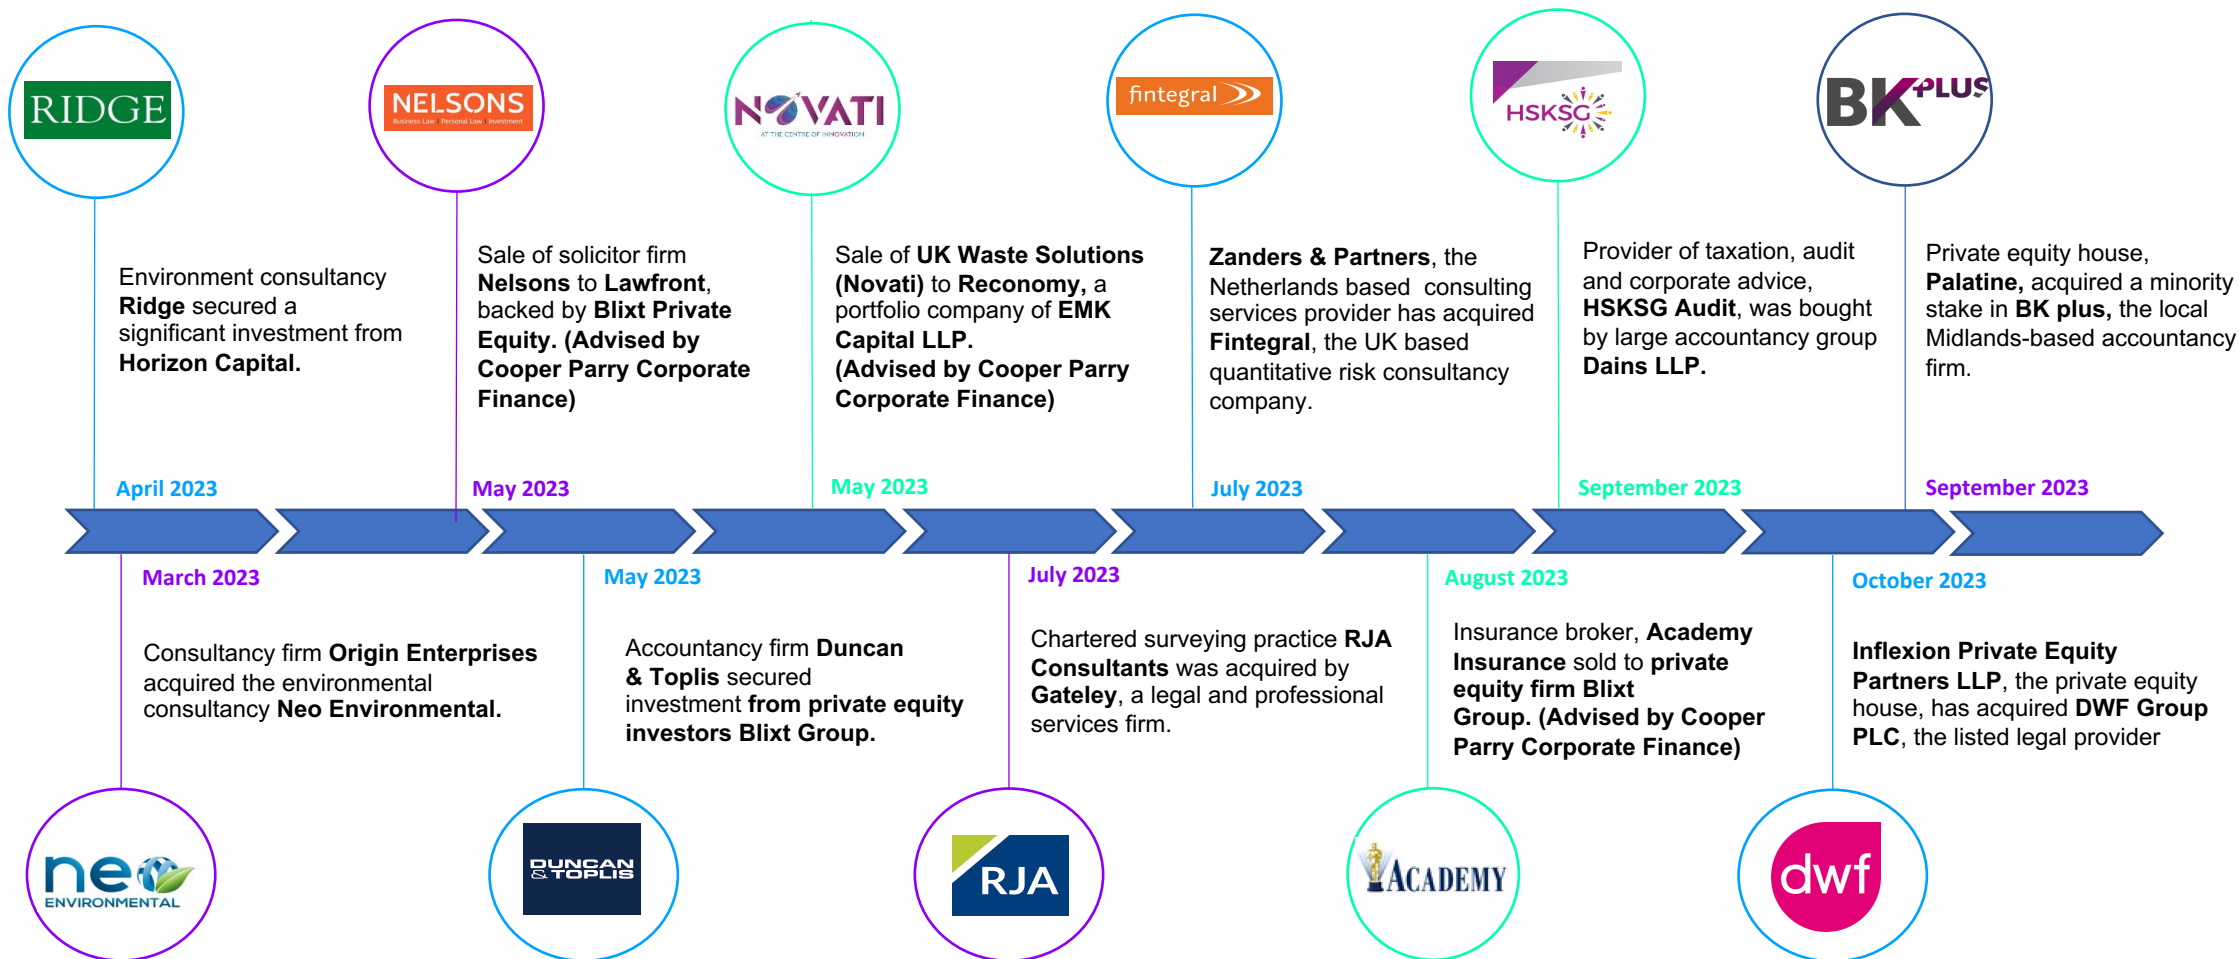 RIDGE
NELSONS
Business Law | Personal Law | Investment
NOVATI
AT THE CENTRE OF INNOVATION
fintegral
HSKSG
BK PLUS
Environment consultancy
Ridge secured a
significant investment from
Horizon Capital.
Sale of solicitor firm
Nelsons to Lawfront,
backed by Blixt Private
Equity. (Advised by
Cooper Parry Corporate
Finance)
Sale of UK Waste Solutions
(Novati) to Reconomy, a
portfolio company of EMK
Capital LLP.
(Advised by Cooper Parry
Corporate Finance)
Zanders & Partners, the
Netherlands based consulting
services provider has acquired
Fintegral, the UK based
quantitative risk consultancy
company.
Provider of taxation, audit
and corporate advice,
HSKSG Audit, was bought
by large accountancy group
Dains LLP.
Private equity house,
Palatine, acquired a minority
stake in BK plus, the local
Midlands-based accountancy
firm.
April 2023
May 2023
May 2023
July 2023
September 2023
September 2023
March 2023
May 2023
July 2023
August 2023
October 2023
Consultancy firm Origin Enterprises
acquired the environmental
consultancy Neo Environmental.
Accountancy firm Duncan
& Toplis secured
investment from private equity
investors Blixt Group.
Chartered surveying practice RJA
Consultants was acquired by
Gateley, a legal and professional
services firm.
Insurance broker, Academy
Insurance sold to private
equity firm Blixt
Group. (Advised by Cooper
Parry Corporate Finance)
Inflexion Private Equity
Partners LLP, the private equity
house, has acquired DWF Group
PLC, the listed legal provider
neo
ENVIRONMENTAL
DUNCAN
& TOPLIS
RJA
ACADEMY
dwf